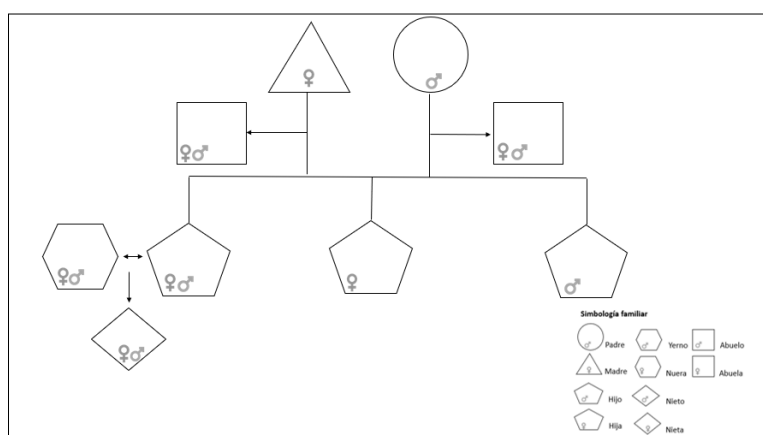 Simbología familiar
Padre Yerno Abuelo
Madre Nuera Abuela
Hijo Nieto
Hija Nieta